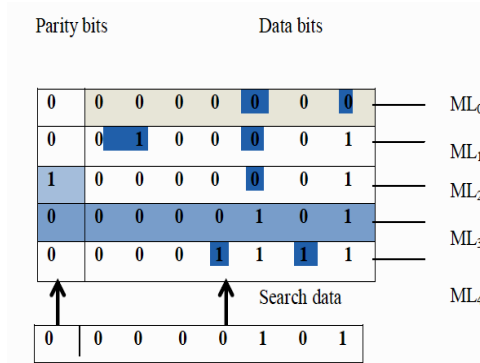 Parity bits Data bits
0 0 0 0 0 0 0 0 ML0
0 0 1 0 0 0 0 1 ML1
1 0 0 0 0 0 0 1 ML2
0 0 0 0 0 1 0 1 ML3
0 0 0 0 1 1 1 1
Search data ML4
0 0 0 0 0 1 0 1